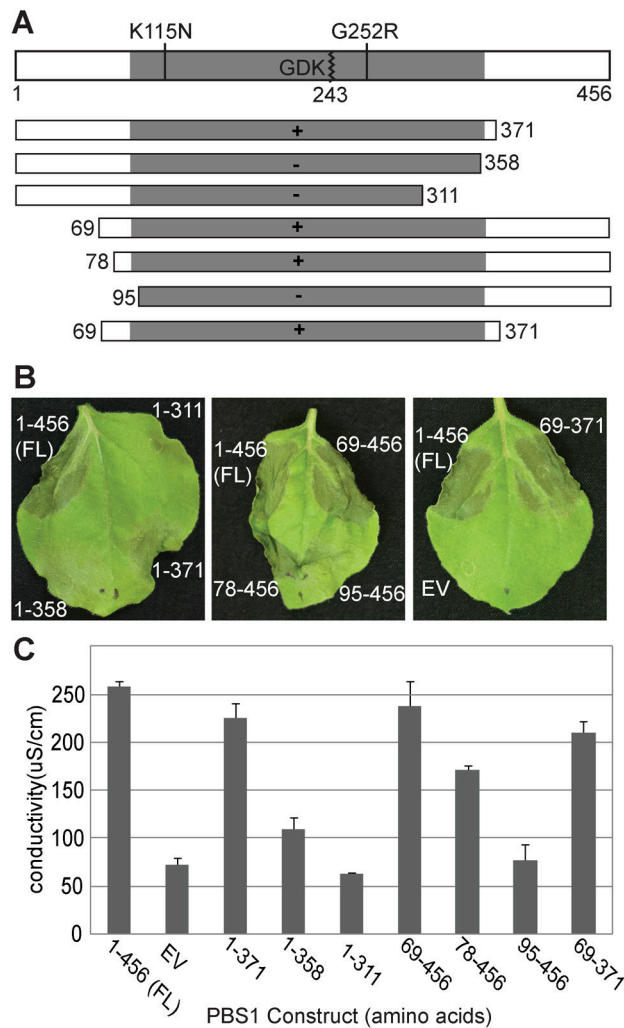 A
K115N G252R
GDK
1 243 456
+ 371
- 358
- 311
69 +
78 +
95 -
69 + 371
B
1-456 (FL) 1-311
1-358 1-371
1-456 (FL) 69-456
78-456 95-456
1-456 (FL) 69-371
EV
C
conductivity(uS/cm)
250
200
150
100
50
0
1-456 (FL) EV 1-371 1-358 1-311 69-456 78-456 95-456 69-371
PBS1 Construct (amino acids)